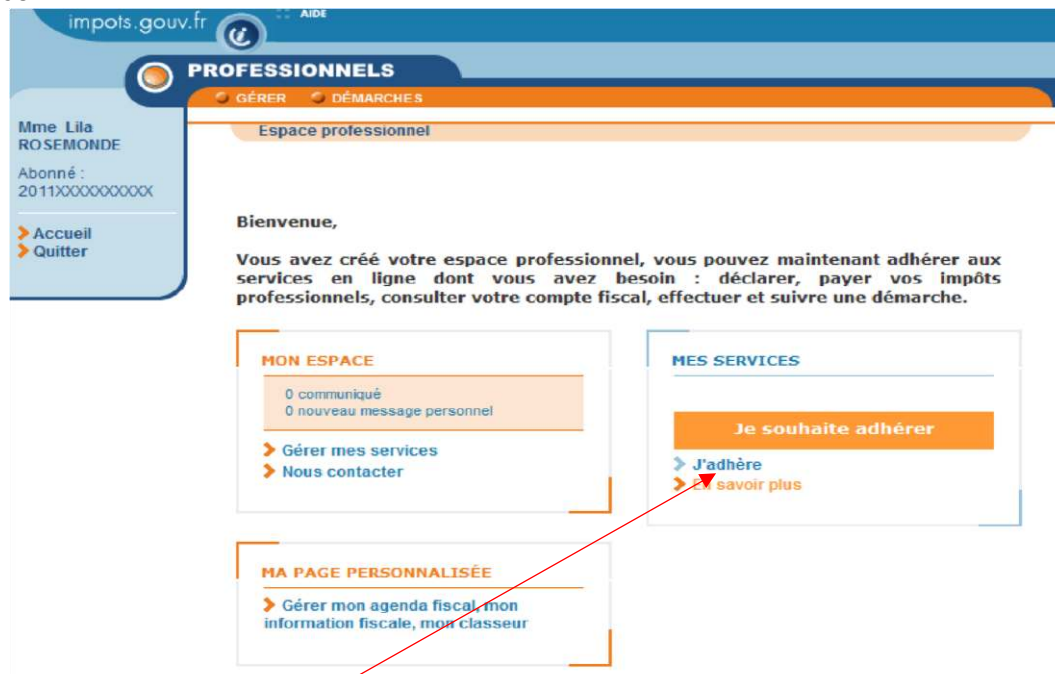 impots.gouv.fr
AIDE
PROFESSIONNELS
GÉRER DÉMARCHES
Mme Lila
ROSEMONDE
Abonné :
2011XXXXXXXXXX
Accueil
Quitter
Espace professionnel
Bienvenue,
Vous avez créé votre espace professionnel, vous pouvez maintenant adhérer aux
services en ligne dont vous avez besoin : déclarer, payer vos impôts
professionnels, consulter votre compte fiscal, effectuer et suivre une démarche.
MON ESPACE
0 communiqué
0 nouveau message personnel
Gérer mes services
Nous contacter
MES SERVICES
Je souhaite adhérer
J'adhère
En savoir plus
MA PAGE PERSONNALISÉE
Gérer mon agenda fiscal, mon
information fiscale, mon classeur